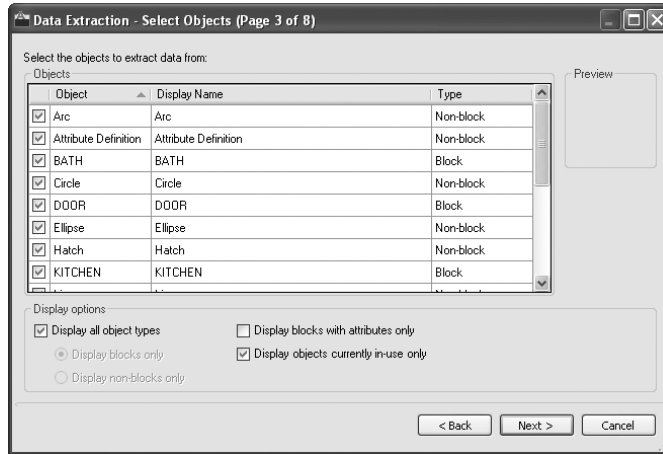 Data Extraction - Select Objects (Page 3 of 8)
Select the objects to extract data from:
Objects
Preview
Object Display Name Type
Arc Arc Non-block
Attribute Definition Attribute Definition Non-block
BATH BATH Block
Circle Circle Non-block
DOOR DOOR Block
Ellipse Ellipse Non-block
Hatch Hatch Non-block
KITCHEN KITCHEN Block
Display options
Display all object types Display blocks with attributes only
Display blocks only Display objects currently in-use only
Display non-blocks only
< Back Next > Cancel